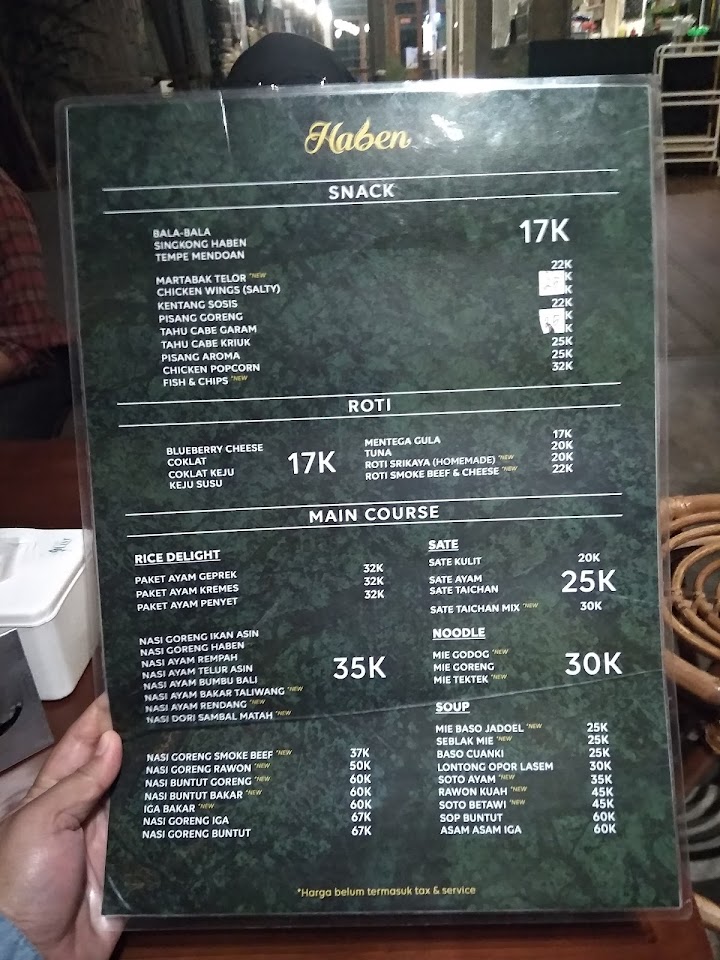 Haben
SNACK
BALA-BALA
SINGKONG HABEN
TEMPE MENDOAN
17K
MARTABAK TELOR *NEW
CHICKEN WINGS (SALTY)
KENTANG SOSIS
PISANG GORENG
TAHU CABE GARAM
TAHU CABE KRIUK
PISANG AROMA
CHICKEN POPCORN
FISH & CHIPS *NEW
22K
K
K
22K
K
K
25K
25K
32K
ROTI
BLUEBERRY CHEESE
COKLAT
COKLAT KEJU
KEJU SUSU
17K
MENTEGA GULA 17K
TUNA 20K
ROTI SRIKAYA (HOMEMADE) *NEW 20K
ROTI SMOKE BEEF & CHEESE *NEW 22K
MAIN COURSE
RICE DELIGHT
PAKET AYAM GEPREK 32K
PAKET AYAM KREMES 32K
PAKET AYAM PENYET 32K
NASI GORENG IKAN ASIN
NASI GORENG HABEN
NASI AYAM REMPAH
NASI AYAM TELUR ASIN
NASI AYAM BUMBU BALI
NASI AYAM BAKAR TALIWANG *NEW
NASI AYAM RENDANG *NEW
NASI DORI SAMBAL MATAH *NEW
35K
NASI GORENG SMOKE BEEF *NEW 37K
NASI GORENG RAWON *NEW 50K
NASI BUNTUT GORENG *NEW 60K
NASI BUNTUT BAKAR *NEW 60K
IGA BAKAR *NEW 60K
NASI GORENG IGA 67K
NASI GORENG BUNTUT 67K
SATE
SATE KULIT 20K
SATE AYAM
SATE TAICHAN
25K
SATE TAICHAN MIX *NEW 30K
NOODLE
MIE GODOG *NEW
MIE GORENG
MIE TEKTEK *NEW
30K
SOUP
MIE BASO JADOEL *NEW 25K
SEBLAK MIE *NEW 25K
BASO CUANKI 25K
LONTONG OPOR LASEM 30K
SOTO AYAM *NEW 35K
RAWON KUAH *NEW 45K
SOTO BETAWI *NEW 45K
SOP BUNTUT 60K
ASAM ASAM IGA 60K
*Harga belum termasuk tax & service